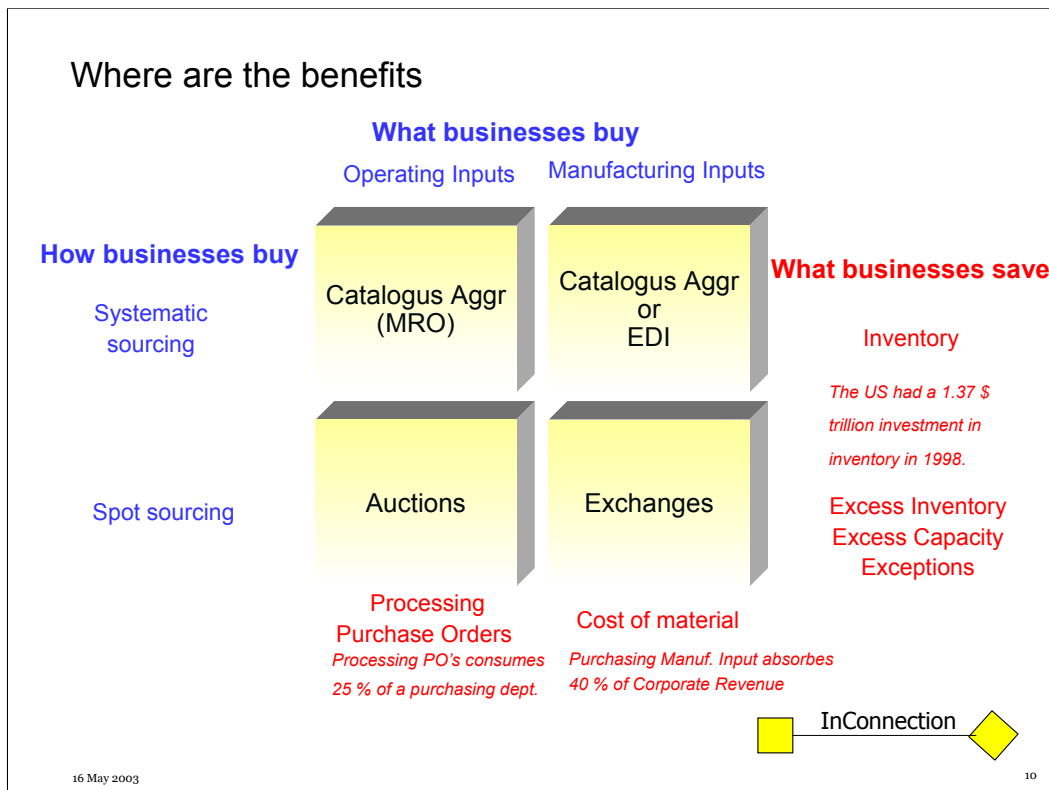 Where are the benefits
What businesses buy
Operating Inputs
Manufacturing Inputs
How businesses buy
What businesses save
Systematic
sourcing
Catalogus Aggr
(MRO)
Catalogus Aggr
or
EDI
Inventory
The US had a 1.37 $
trillion investment in
inventory in 1998.
Spot sourcing
Auctions
Exchanges
Excess Inventory
Excess Capacity
Exceptions
Processing
Purchase Orders
Processing PO's consumes
25 % of a purchasing dept.
Cost of material
Purchasing Manuf. Input absorbes
40 % of Corporate Revenue
InConnection
16 May 2003
10